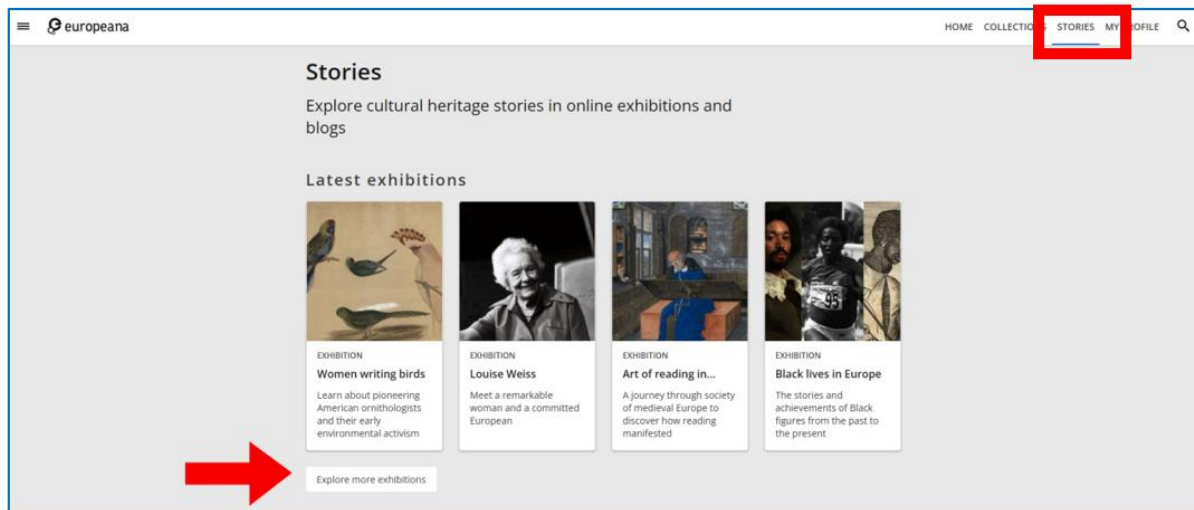 europeana
HOME COLLECTIONS STORIES MY PROFILE
Stories
Explore cultural heritage stories in online exhibitions and
blogs
Latest exhibitions
EXHIBITION
Women writing birds
Learn about pioneering
American ornithologists
and their early
environmental activism
EXHIBITION
Louise Weiss
Meet a remarkable
woman and a committed
European
EXHIBITION
Art of reading in...
A journey through society
of medieval Europe to
discover how reading
manifested
95
EXHIBITION
Black lives in Europe
The stories and
achievements of Black
figures from the past to
the present
Explore more exhibitions